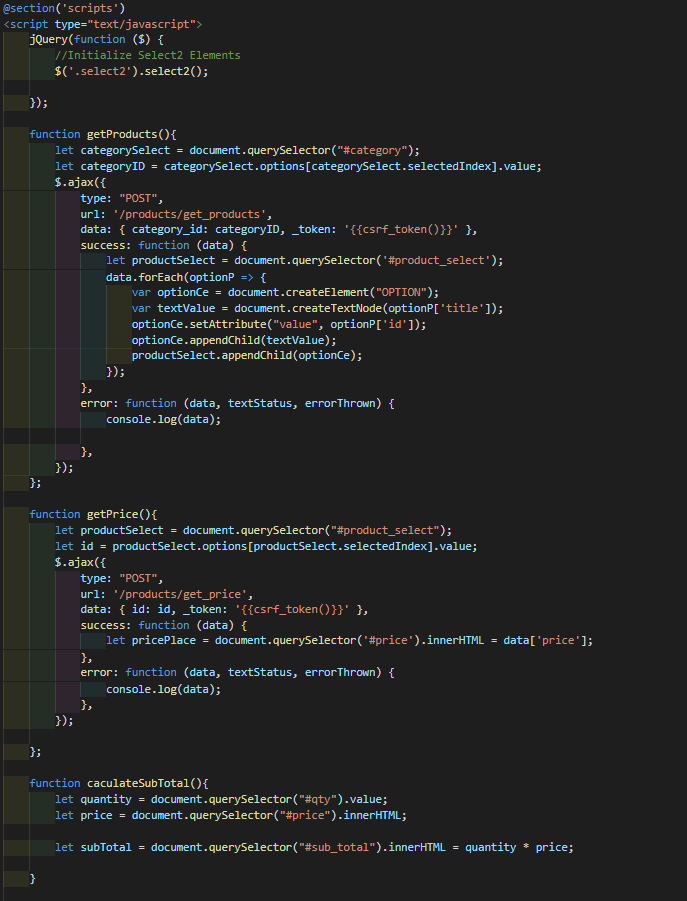 @section('scripts')
<script type="text/javascript">
jQuery(function ($) {
//Initialize Select2 Elements
$('.select2').select2();
});
function getProducts(){
let categorySelect = document.querySelector("#category");
let categoryID = categorySelect.options[categorySelect.selectedIndex].value;
$.ajax({
type: "POST",
url: '/products/get_products',
data: { category_id: categoryID, _token: '{{csrf_token()}}' },
success: function (data) {
let productSelect = document.querySelector('#product_select');
data.forEach(optionP => {
var optionCe = document.createElement("OPTION");
var textValue = document.createTextNode(optionP['title']);
optionCe.setAttribute("value", optionP['id']);
optionCe.appendChild(textValue);
productSelect.appendChild(optionCe);
});
},
error: function (data, textStatus, errorThrown) {
console.log(data);
},
});
};
function getPrice(){
let productSelect = document.querySelector("#product_select");
let id = productSelect.options[productSelect.selectedIndex].value;
$.ajax({
type: "POST",
url: '/products/get_price',
data: { id: id, _token: '{{csrf_token()}}' },
success: function (data) {
let pricePlace = document.querySelector('#price').innerHTML = data['price'];
},
error: function (data, textStatus, errorThrown) {
console.log(data);
},
});
};
function caculateSubTotal(){
let quantity = document.querySelector("#qty").value;
let price = document.querySelector("#price").innerHTML;
let subTotal = document.querySelector("#sub_total").innerHTML = quantity * price;
}